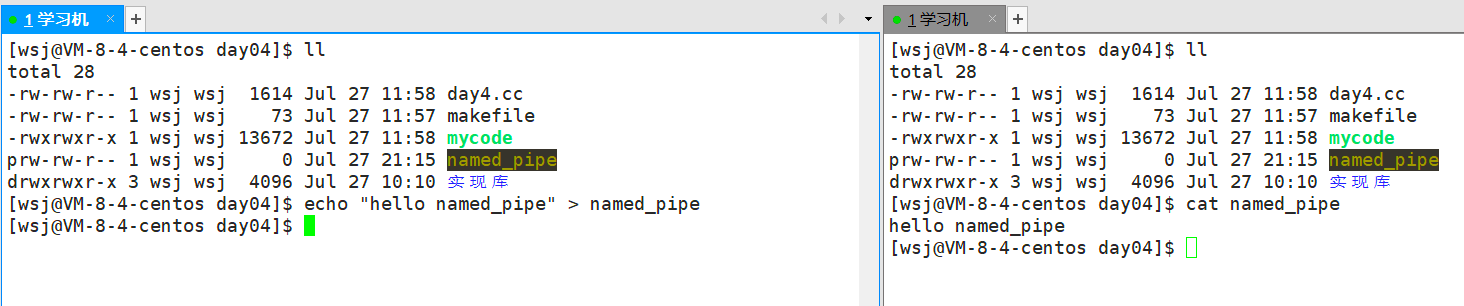 1 学习机 × +
[wsj@VM-8-4-centos day04]$ ll
total 28
-rw-rw-r-- 1 wsj wsj  1614 Jul 27 11:58 day4.cc
-rw-rw-r-- 1 wsj wsj    73 Jul 27 11:57 makefile
-rwxrwxr-x 1 wsj wsj 13672 Jul 27 11:58 mycode
prw-rw-r-- 1 wsj wsj     0 Jul 27 21:15 named_pipe
drwxrwxr-x 3 wsj wsj  4096 Jul 27 10:10 实现库
[wsj@VM-8-4-centos day04]$ echo "hello named_pipe" > named_pipe
[wsj@VM-8-4-centos day04]$
1 学习机 × +
[wsj@VM-8-4-centos day04]$ ll
total 28
-rw-rw-r-- 1 wsj wsj  1614 Jul 27 11:58 day4.cc
-rw-rw-r-- 1 wsj wsj    73 Jul 27 11:57 makefile
-rwxrwxr-x 1 wsj wsj 13672 Jul 27 11:58 mycode
prw-rw-r-- 1 wsj wsj     0 Jul 27 21:15 named_pipe
drwxrwxr-x 3 wsj wsj  4096 Jul 27 10:10 实现库
[wsj@VM-8-4-centos day04]$ cat named_pipe
hello named_pipe
[wsj@VM-8-4-centos day04]$